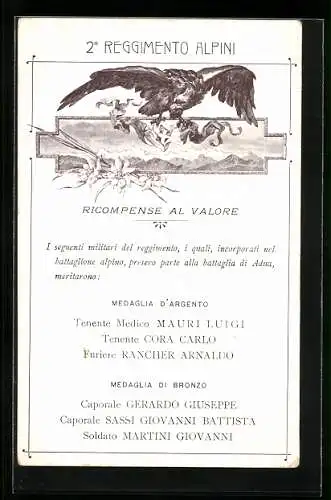 2° REGGIMENTO ALPINI
RICOMPENSE AL VALORE
I seguenti militari del reggimento, i quali, incorporati nel
battaglione alpino, presero parte alla battaglia di Adua,
meritarono:
MEDAGLIA D'ARGENTO
Tenente Medico MAURI LUIGI
Tenente CORA CARLO
Furiere RANCHER ARNALDO
MEDAGLIA DI BRONZO
Caporale GERARDO GIUSEPPE
Caporale SASSI GIOVANNI BATTISTA
Soldato MARTINI GIOVANNI